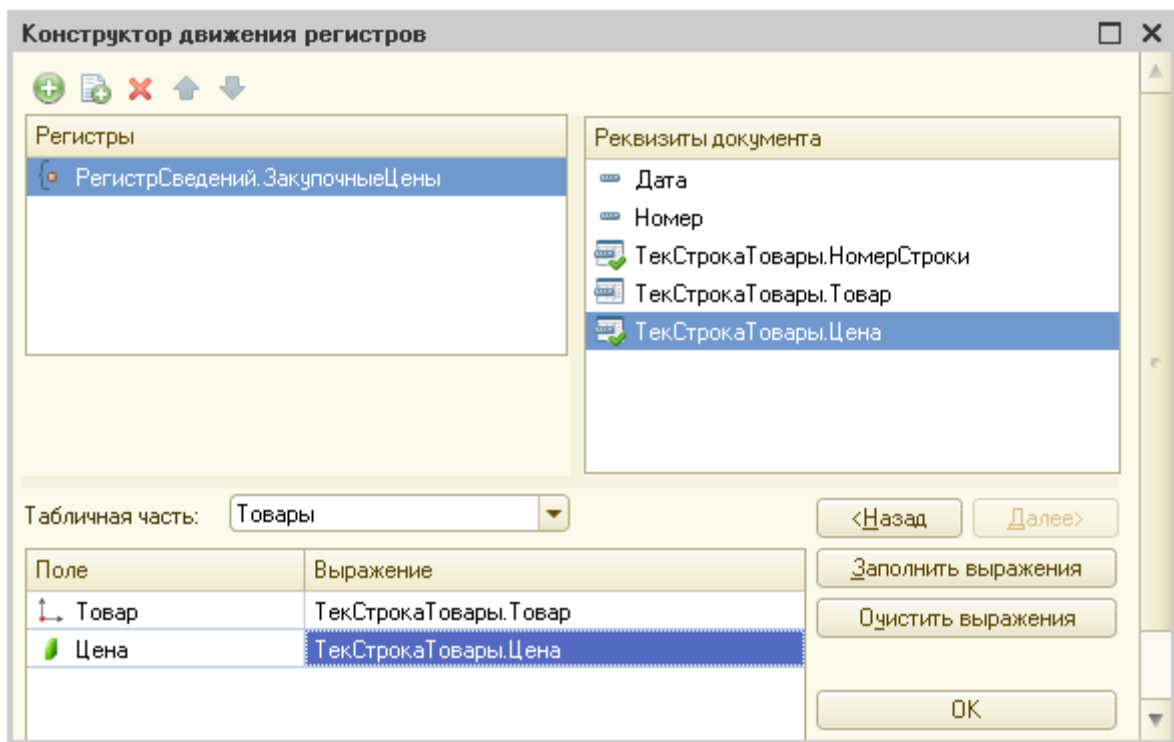 Конструктор движения регистров
Регистры
РегистрСведений.ЗакупочныеЦены
Реквизиты документа
Дата
Номер
ТекСтрокаТовары.НомерСтроки
ТекСтрокаТовары.Товар
ТекСтрокаТовары.Цена
Табличная часть: Товары
<Назад Далее>
Поле Выражение
Заполнить выражения
Товар ТекСтрокаТовары.Товар
Очистить выражения
Цена ТекСтрокаТовары.Цена
OK